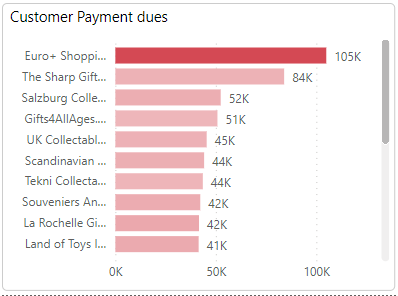 Customer Payment dues
Euro+ Shoppi... 105K
The Sharp Gift... 84K
Salzburg Colle... 52K
Gifts4AllAges.... 51K
UK Collectabl... 45K
Scandinavian ... 44K
Tekni Collecta... 44K
Souveniers An... 42K
La Rochelle Gi... 42K
Land of Toys I... 41K
0K 50K 100K